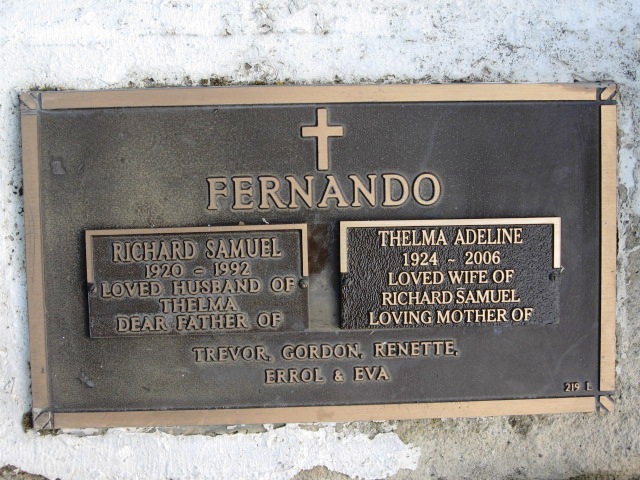 FERNANDO
RICHARD SAMUEL
1920 - 1992
LOVED HUSBAND OF
THELMA
DEAR FATHER OF
THELMA ADELINE
1924 ~ 2006
LOVED WIFE OF
RICHARD SAMUEL
LOVING MOTHER OF
TREVOR, GORDON, RENETTE,
ERROL & EVA
219 L